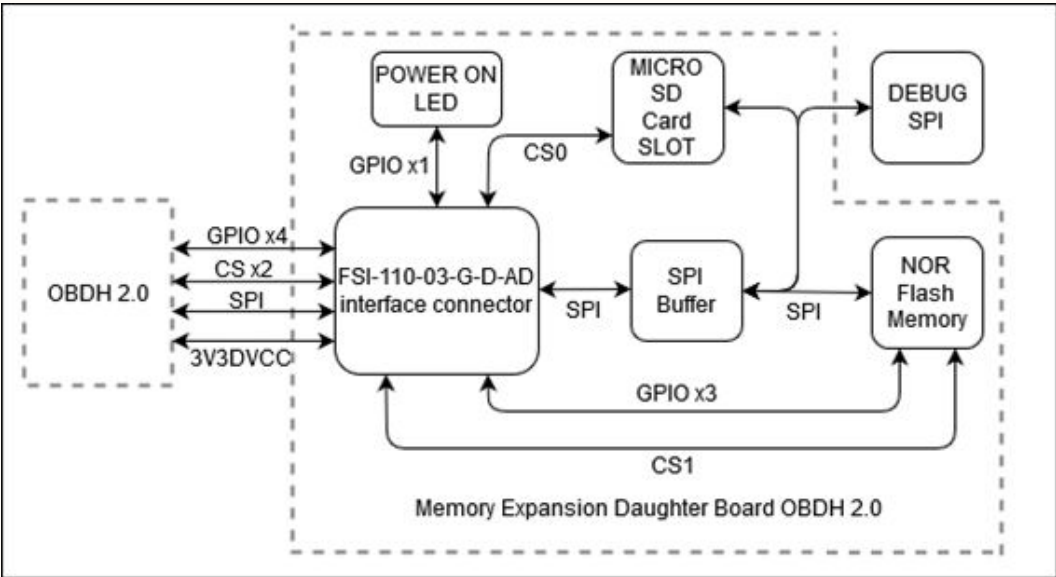 POWER ON
LED
MICRO
SD
Card
SLOT
DEBUG
SPI
GPIO x1
CS0
OBDH 2.0
GPIO x4
CS x2
SPI
3V3DVCC
FSI-110-03-G-D-AD
interface connector
SPI
SPI
Buffer
SPI
NOR
Flash
Memory
GPIO x3
CS1
Memory Expansion Daughter Board OBDH 2.0